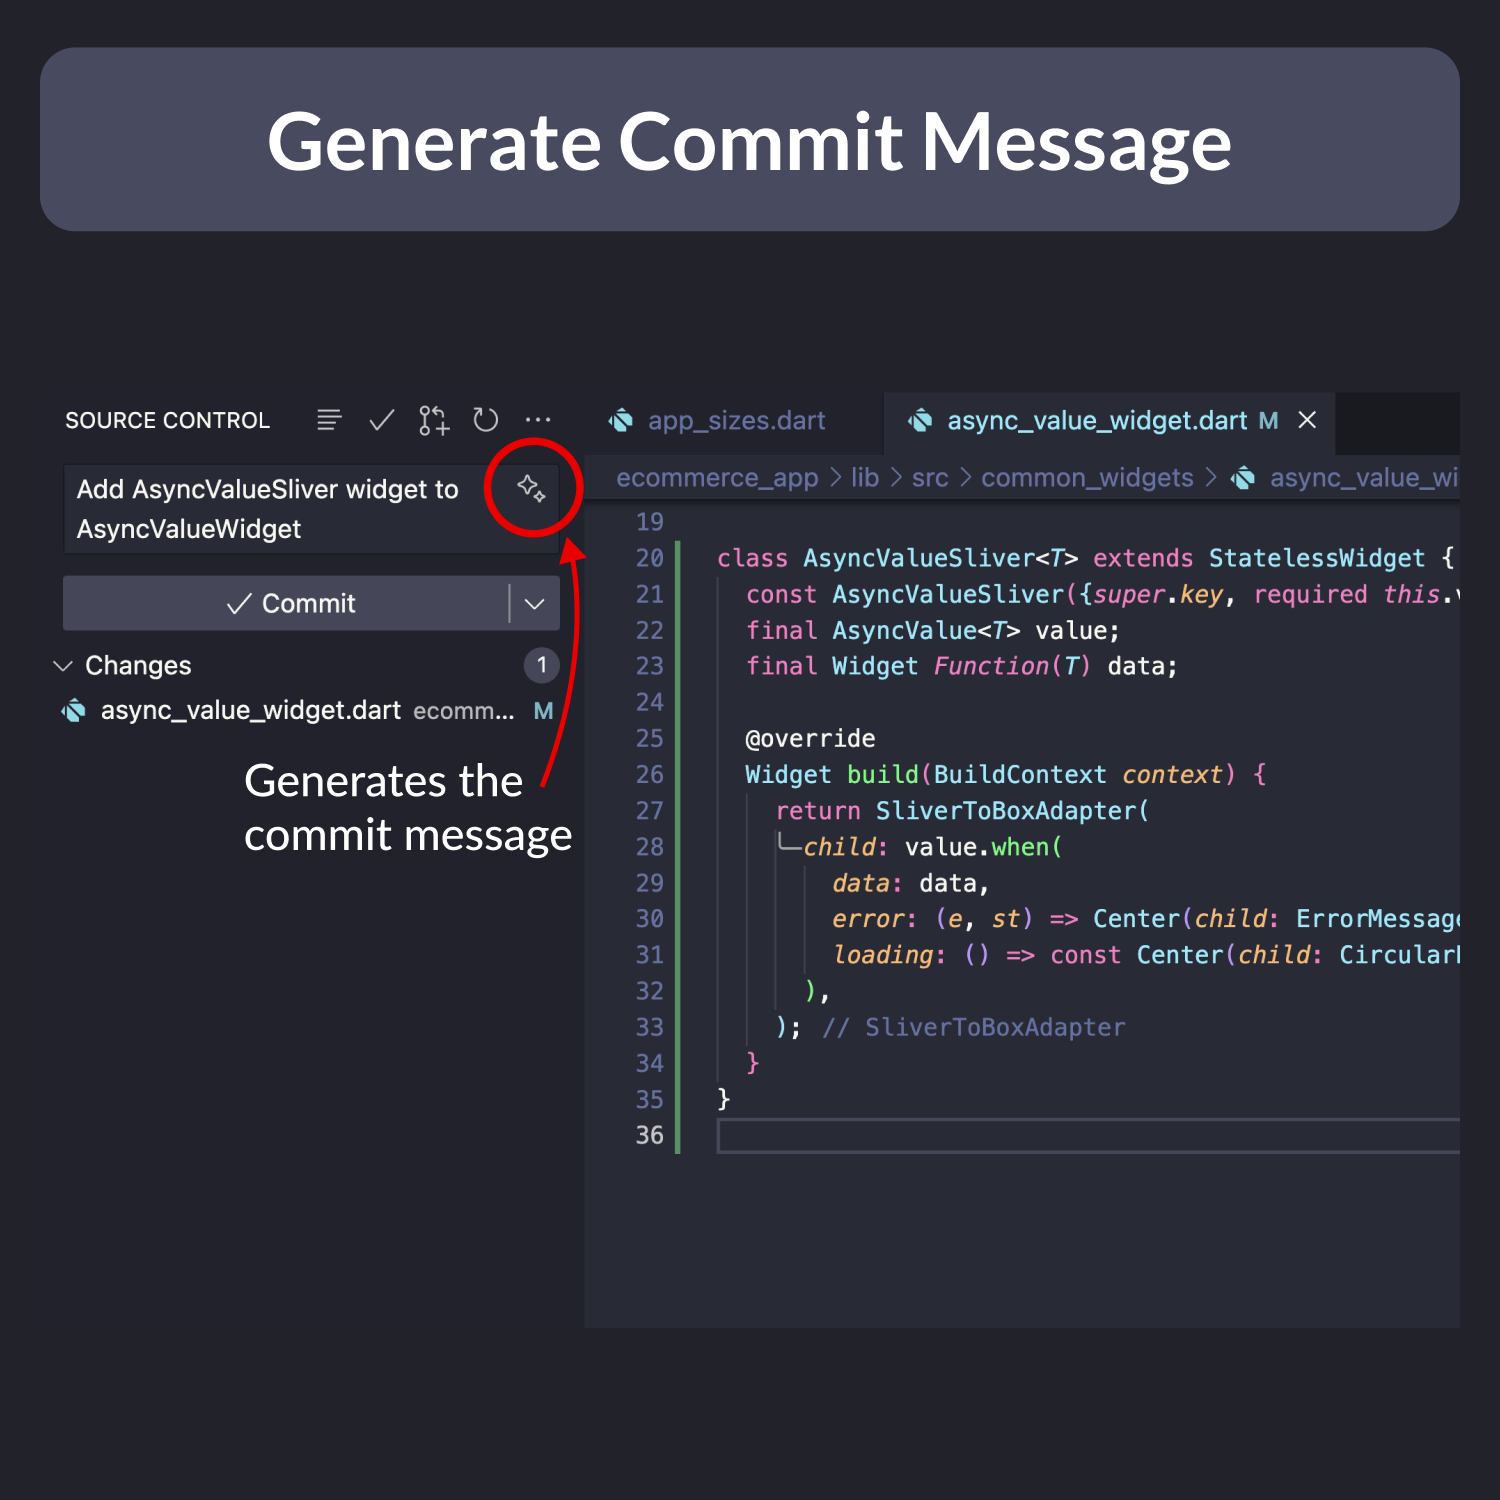 Generate Commit Message
SOURCE CONTROL
Add AsyncValueSliver widget to
AsyncValueWidget
Commit
Changes 1
async_value_widget.dart ecomm... M
Generates the
commit message
app_sizes.dart async_value_widget.dart M
ecommerce_app > lib > src > common_widgets > async_value_wi
19
20 class AsyncValueSliver<T> extends StatelessWidget {
21 const AsyncValueSliver({super.key, required this.
22 final AsyncValue<T> value;
23 final Widget Function(T) data;
24
25 @override
26 Widget build(BuildContext context) {
27 return SliverToBoxAdapter(
28 child: value.when(
29 data: data,
30 error: (e, st) => Center(child: ErrorMessage
31 loading: () => const Center(child: Circular
32 ),
33 ); // SliverToBoxAdapter
34 }
35 }
36